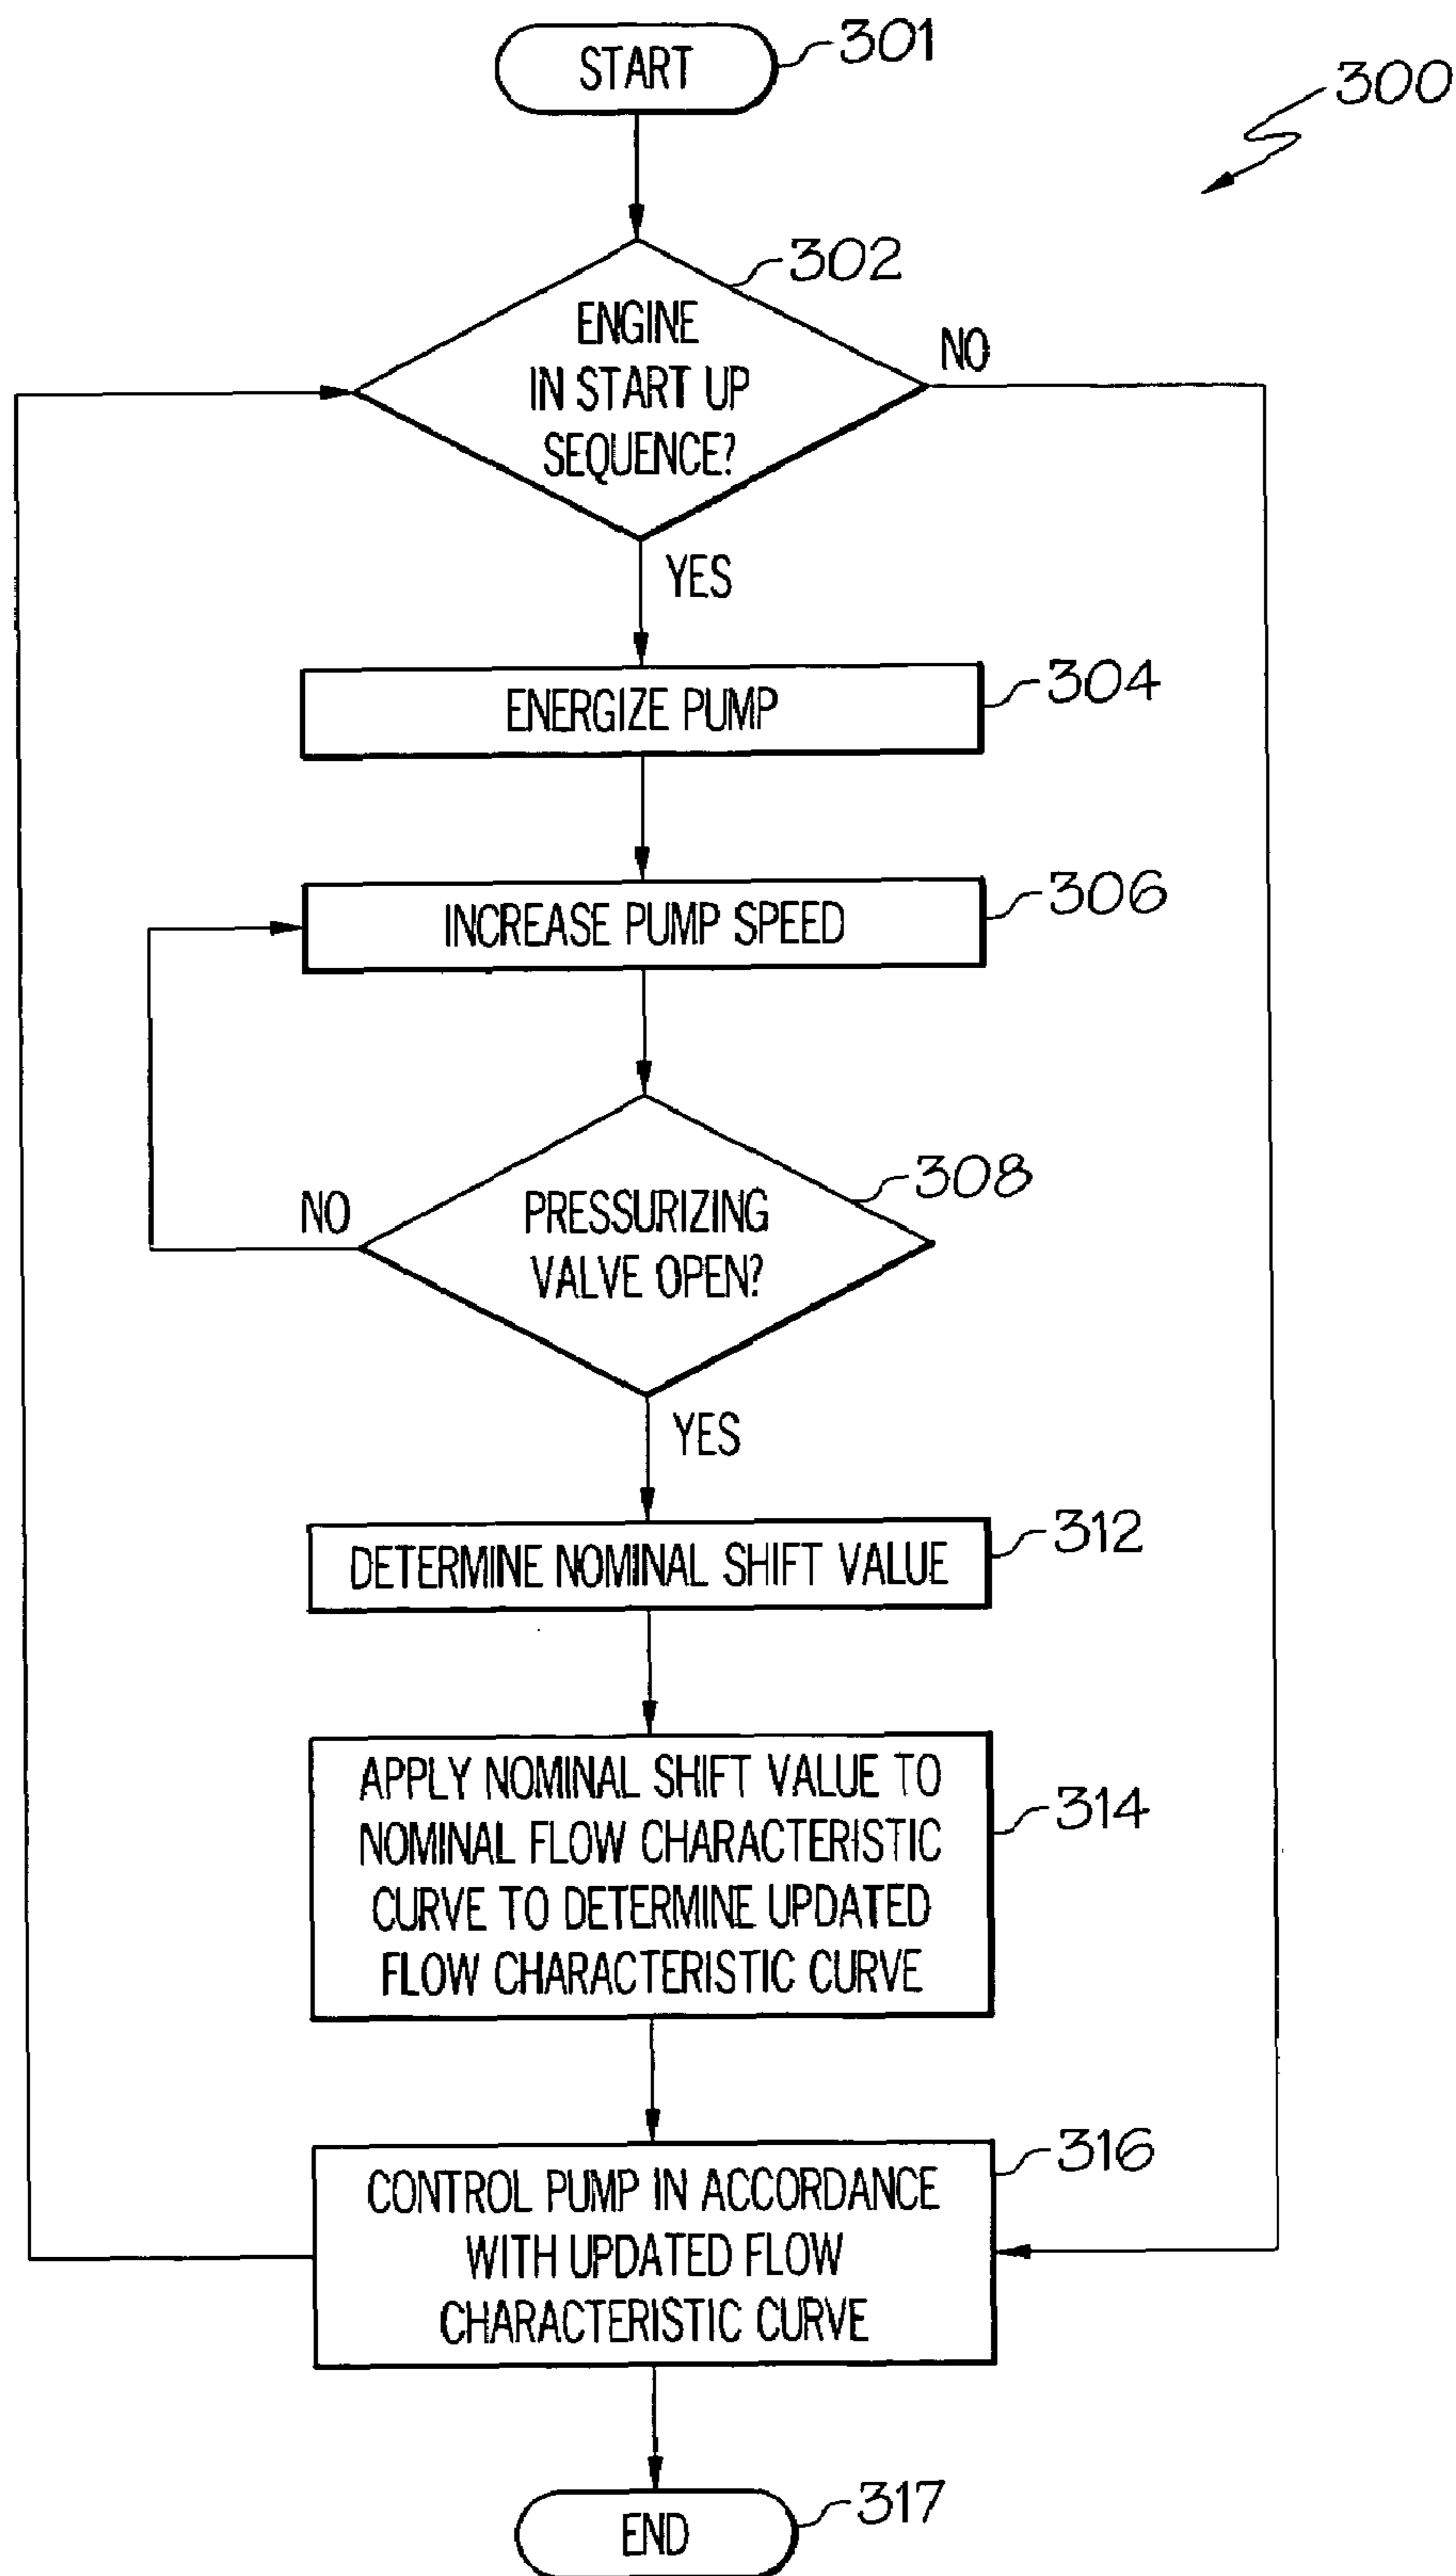 START
301
300
302
ENGINE
IN START UP
SEQUENCE?
NO
YES
ENERGIZE PUMP
304
INCREASE PUMP SPEED
306
308
PRESSURIZING
VALVE OPEN?
NO
YES
DETERMINE NOMINAL SHIFT VALUE
312
APPLY NOMINAL SHIFT VALUE TO
NOMINAL FLOW CHARACTERISTIC
CURVE TO DETERMINE UPDATED
FLOW CHARACTERISTIC CURVE
314
CONTROL PUMP IN ACCORDANCE
WITH UPDATED FLOW
CHARACTERISTIC CURVE
316
END
317